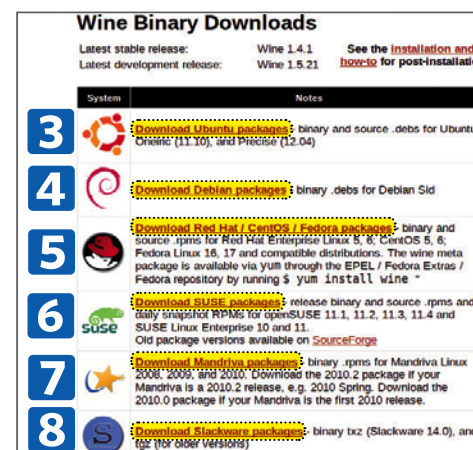 Wine Binary Downloads
Latest stable release: Wine 1.4.1 See the installation and
Latest development release: Wine 1.5.21 how-to for post-installatio
System Notes
3 Download Ubuntu packages - binary and source .debs for Ubuntu
Oneiric (11.10), and Precise (12.04)
4 Download Debian packages - binary .debs for Debian Sid
5 Download Red Hat / CentOS / Fedora packages - binary and
source .rpms for Red Hat Enterprise Linux 5, 6; CentOS 5, 6;
Fedora Linux 16, 17 and compatible distributions. The wine meta
package is available via yum through the EPEL / Fedora Extras /
Fedora repository by running $ yum install wine "
6 Download SUSE packages - release binary and source .rpms and
SUSE daily snapshot RPMs for openSUSE 11.1, 11.2, 11.3, 11.4 and
SUSE Linux Enterprise 10 and 11.
Old package versions available on SourceForge
7 Download Mandriva packages - binary .rpms for Mandriva Linux
2008, 2009, and 2010. Download the 2010.2 package if your
Mandriva is a 2010.2 release, e.g. 2010 Spring. Download the
2010.0 package if your Mandriva is the first 2010 release.
8 S Download Slackware packages - binary txz (Slackware 14.0), and
tgz (for older versions)